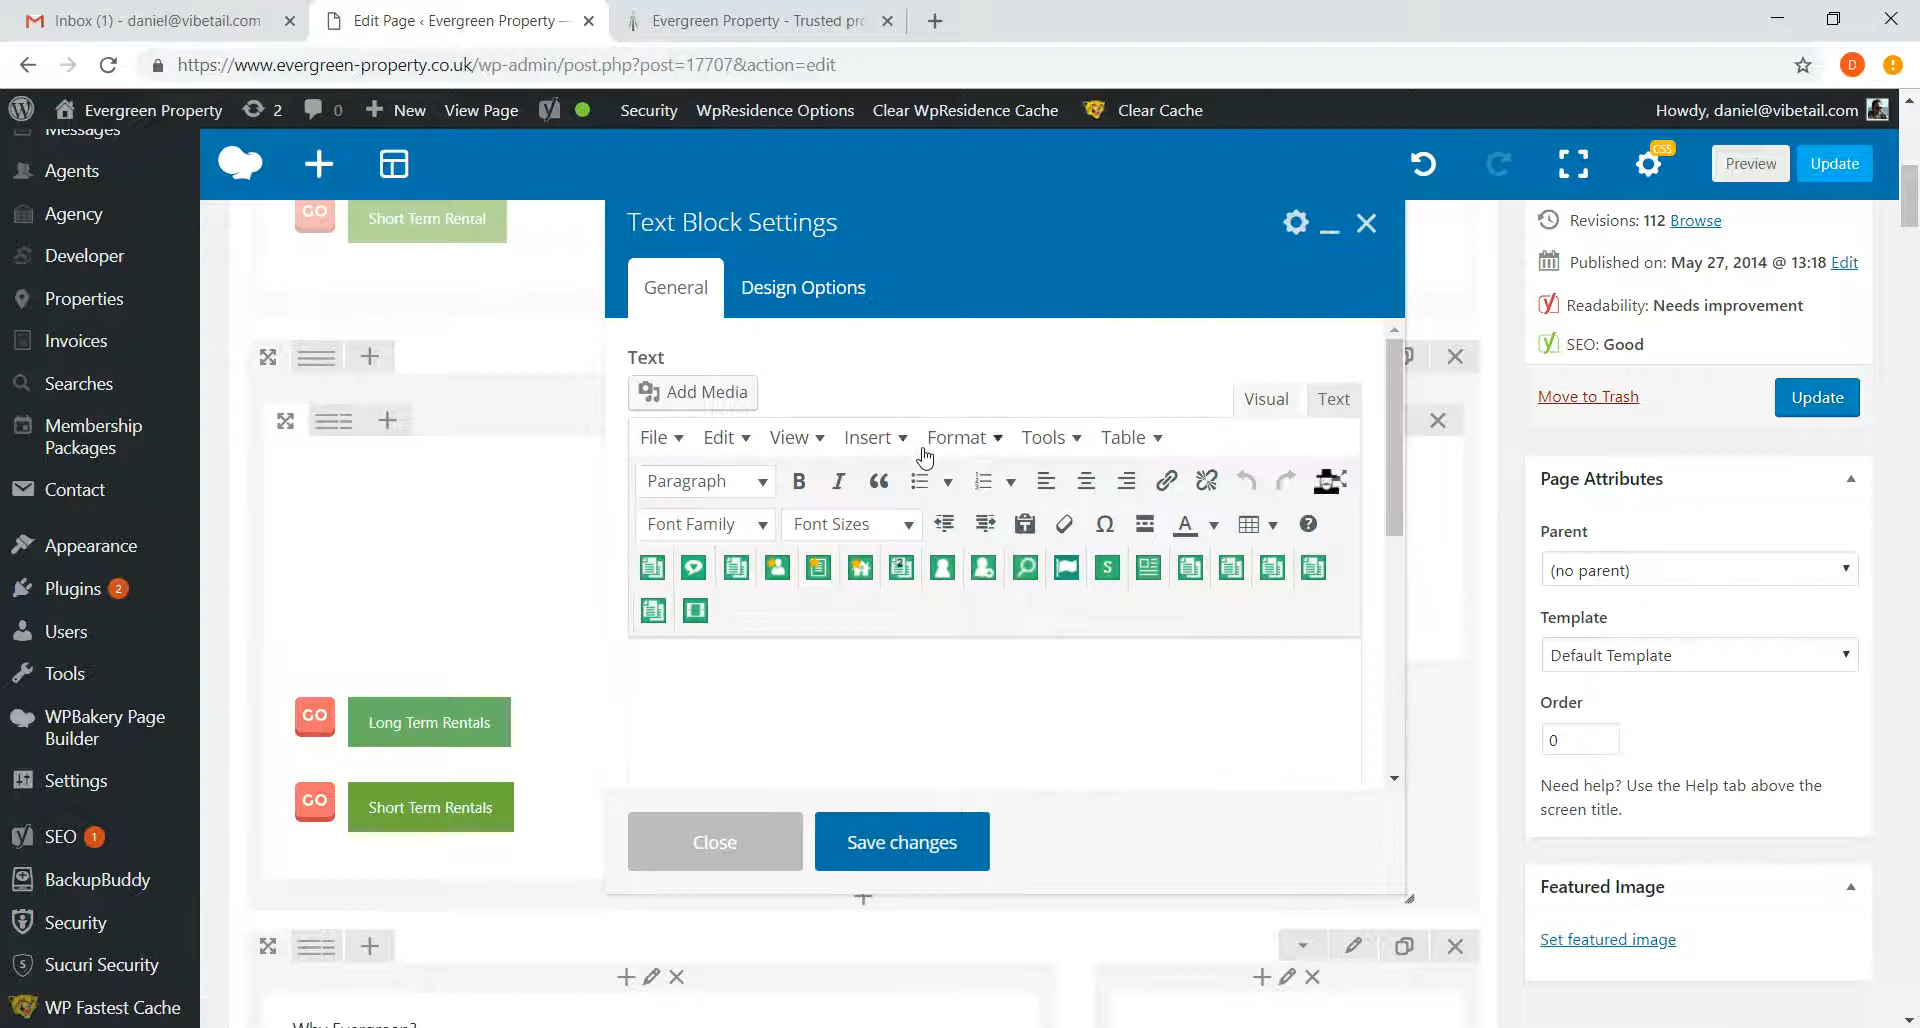 Inbox (1) - daniel@vibetail.com
Edit Page ‹ Evergreen Property —
Evergreen Property - Trusted pro
https://www.evergreen-property.co.uk/wp-admin/post.php?post=17707&action=edit
D
Evergreen Property
2
0
New
View Page
Security
WpResidence Options
Clear WpResidence Cache
Clear Cache
Howdy, daniel@vibetail.com
Messages
Agents
Agency
Developer
Properties
Invoices
Searches
Membership
Packages
Contact
Appearance
Plugins 2
Users
Tools
WPBakery Page
Builder
Settings
SEO 1
BackupBuddy
Security
Sucuri Security
WP Fastest Cache
CSS
Preview
Update
GO
Short Term Rental
GO
Long Term Rentals
GO
Short Term Rentals
Why Evergreen?
Text Block Settings
General
Design Options
Text
Add Media
Visual
Text
File
Edit
View
Insert
Format
Tools
Table
Paragraph
Font Family
Font Sizes
Close
Save changes
Revisions: 112 Browse
Published on: May 27, 2014 @ 13:18 Edit
Readability: Needs improvement
SEO: Good
Move to Trash
Update
Page Attributes
Parent
(no parent)
Template
Default Template
Order
0
Need help? Use the Help tab above the
screen title.
Featured Image
Set featured image